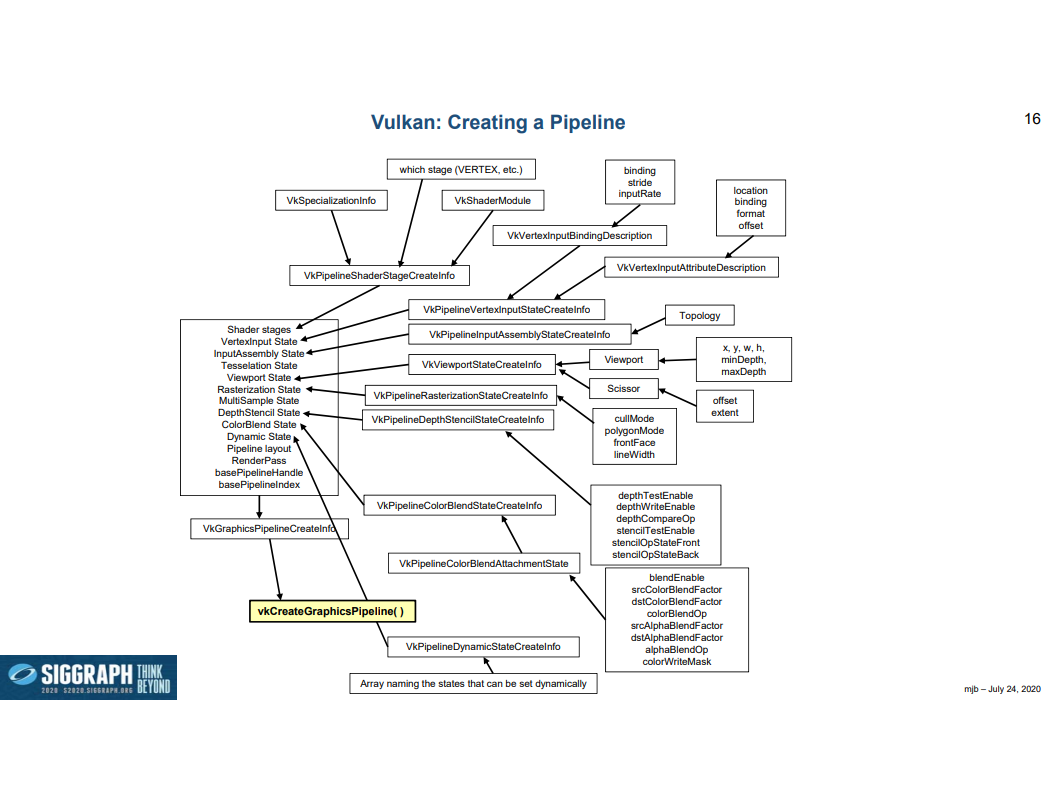 Vulkan: Creating a Pipeline
16
which stage (VERTEX, etc.)
binding
stride
inputRate
location
binding
format
offset
VkSpecializationInfo
VkShaderModule
VkVertexInputBindingDescription
VkPipelineShaderStageCreateInfo
VkVertexInputAttributeDescription
VkPipelineVertexInputStateCreateInfo
Topology
VkPipelineInputAssemblyStateCreateInfo
Shader stages
VertexInput State
InputAssembly State
Tesselation State
Viewport State
Rasterization State
MultiSample State
DepthStencil State
ColorBlend State
Dynamic State
Pipeline layout
RenderPass
basePipelineHandle
basePipelineIndex
VkViewportStateCreateInfo
Viewport
x, y, w, h,
minDepth,
maxDepth
Scissor
offset
extent
VkPipelineRasterizationStateCreateInfo
cullMode
polygonMode
frontFace
lineWidth
VkPipelineDepthStencilStateCreateInfo
depthTestEnable
depthWriteEnable
depthCompareOp
stencilTestEnable
stencilOpStateFront
stencilOpStateBack
VkPipelineColorBlendStateCreateInfo
VkGraphicsPipelineCreateInfo
VkPipelineColorBlendAttachmentState
blendEnable
srcColorBlendFactor
dstColorBlendFactor
colorBlendOp
srcAlphaBlendFactor
dstAlphaBlendFactor
alphaBlendOp
colorWriteMask
vkCreateGraphicsPipeline( )
VkPipelineDynamicStateCreateInfo
Array naming the states that can be set dynamically
SIGGRAPH
THINK
BEYOND
2020 S2020.SIGGRAPH.ORG
mjb – July 24, 2020